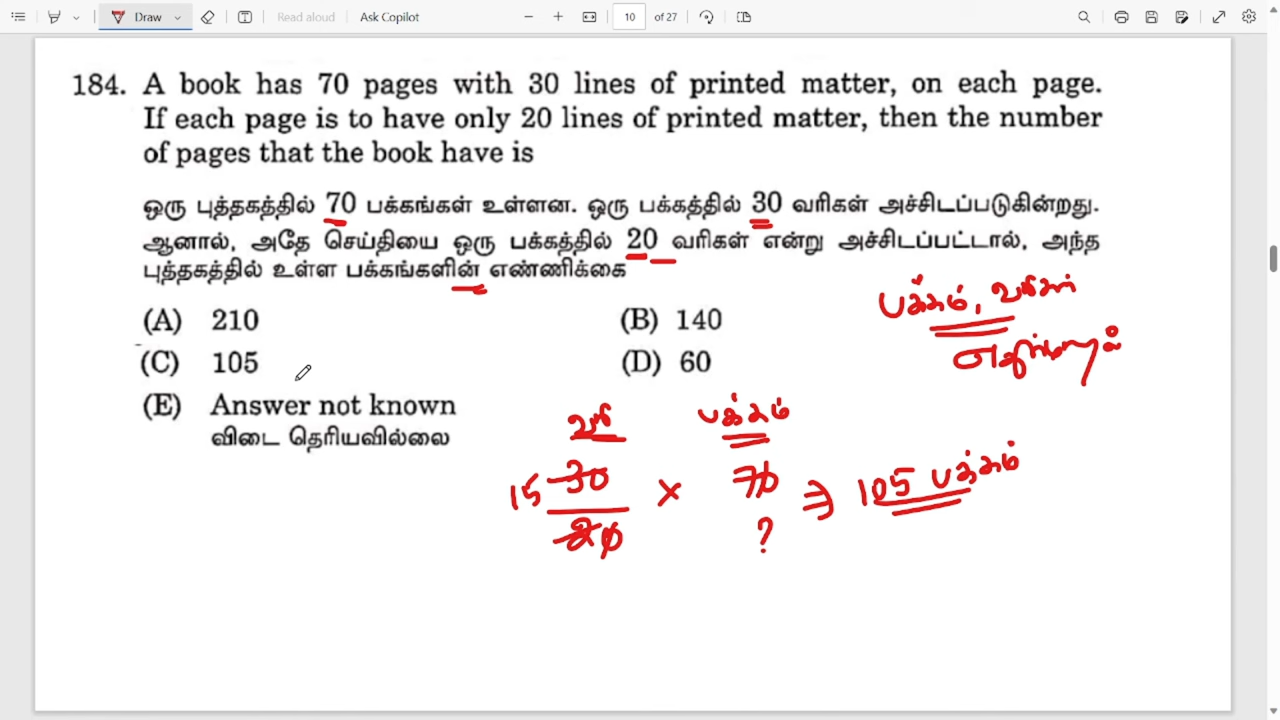 Draw Read aloud Ask Copilot 10 of 27
184. A book has 70 pages with 30 lines of printed matter, on each page.
If each page is to have only 20 lines of printed matter, then the number
of pages that the book have is
ஒரு புத்தகத்தில் 70 பக்கங்கள் உள்ளன. ஒரு பக்கத்தில் 30 வரிகள் அச்சிடப்படுகின்றது.
ஆனால், அதே செய்தியை ஒரு பக்கத்தில் 20 வரிகள் என்று அச்சிடப்பட்டால், அந்த
புத்தகத்தில் உள்ள பக்கங்களின் எண்ணிக்கை
(A) 210 (B) 140
(C) 105 (D) 60
(E) Answer not known
விடை தெரியவில்லை
பக்கம், வரிகள்
எதிர்மாறல்
வரி பக்கம்
15 30 × 70 ⇒ 105 பக்கம்
20 ?